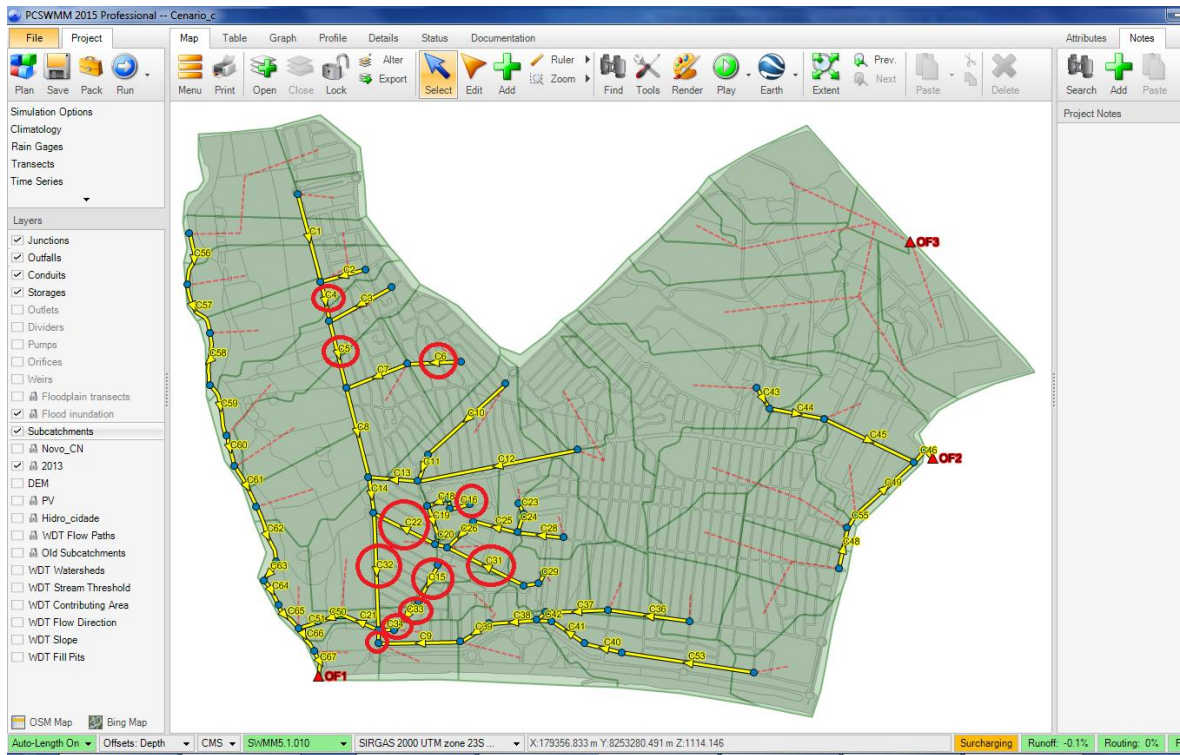 PCSWMM 2015 Professional -- Cenario_c
File Project Map Table Graph Profile Details Status Documentation Attributes Notes
Plan Save Pack Run Menu Print Open Close Lock Alter Export Select Edit Add Ruler Zoom Find Tools Render Play Earth Extent Prev. Next Paste Delete Search Add Paste
Simulation Options
Climatology
Rain Gages
Transects
Time Series
Project Notes
Layers
Junctions
Outfalls
Conduits
Storages
Outlets
Dividers
Pumps
Orifices
Weirs
Floodplain transects
Flood inundation
Subcatchments
Novo_CN
2013
DEM
PV
Hidro_cidade
WDT Flow Paths
Old Subcatchments
WDT Watersheds
WDT Stream Threshold
WDT Contributing Area
WDT Flow Direction
WDT Slope
WDT Fill Pits
OSM Map Bing Map
C1
OF3
C56
C2
C4
C3
C57
C5
C58
C6
C7
C43
C59
C10
C44
C8
C45
C60
C46
C11
C12
OF2
C13
C61
C14
C49
C18
C16
C23
C19
C24
C22
C25
C55
C62
C26
C28
C20
C48
C63
C32
C31
C15
C29
C64
C65
C33
C37
C36
C51
C50
C21
C34
C38
C42
C39
C41
C66
C9
C40
C53
C67
OF1
Auto-Length On Offsets: Depth CMS SWMM5.1.010 SIRGAS 2000 UTM zone 23S ... X:179356.833 m Y:8253280.491 m Z:1114.146 Surcharging Runoff: -0.1% Routing: 0%